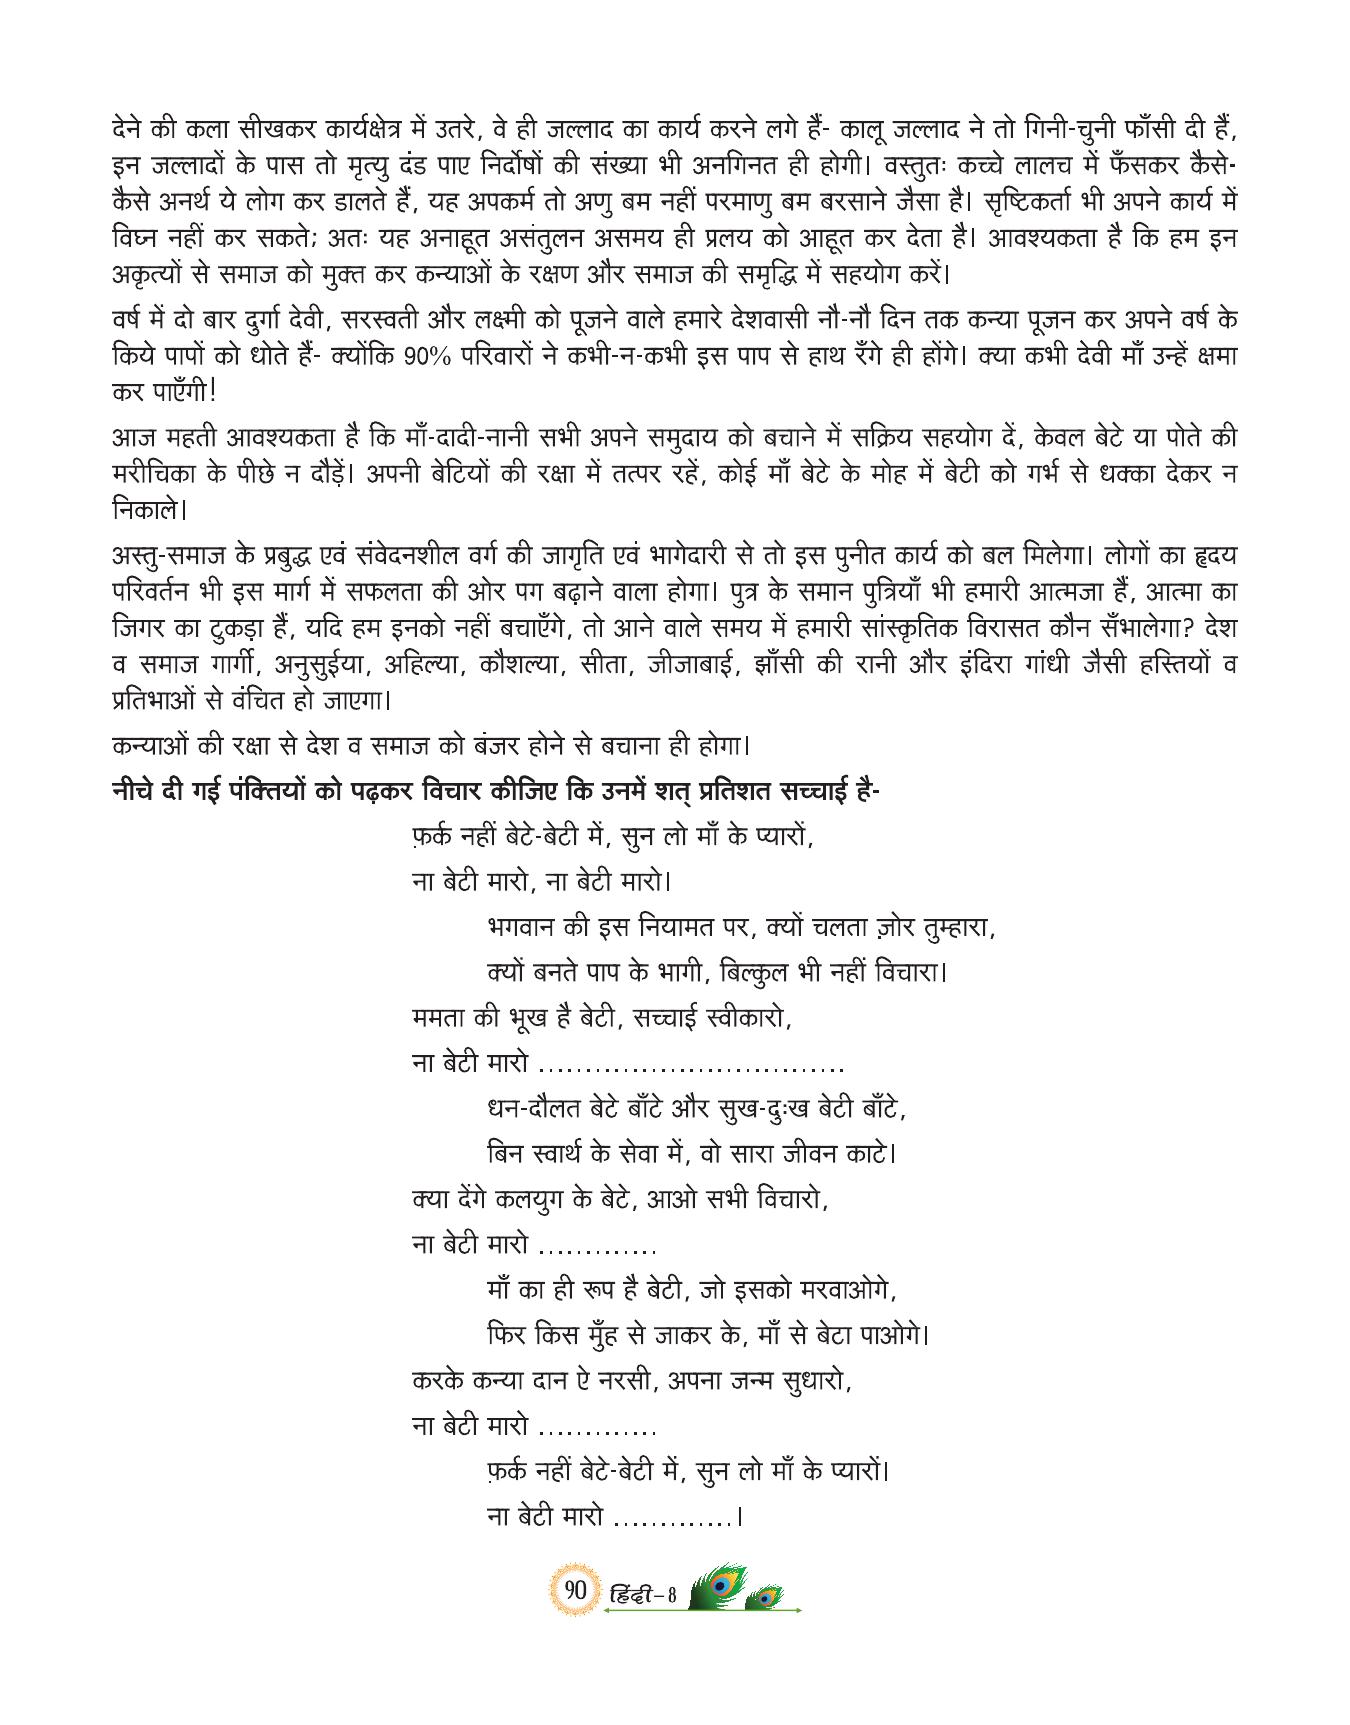 देने की कला सीखकर कार्यक्षेत्र में उतरे, वे ही जल्लाद का कार्य करने लगे हैं- कालू जल्लाद ने तो गिनी-चुनी फाँसी दी हैं,
इन जल्लादों के पास तो मृत्यु दंड पाए निर्दोषों की संख्या भी अनगिनत ही होगी। वस्तुतः कच्चे लालच में फँसकर कैसे-
कैसे अनर्थ ये लोग कर डालते हैं, यह अपकर्म तो अणु बम नहीं परमाणु बम बरसाने जैसा है। सृष्टिकर्ता भी अपने कार्य में
विघ्न नहीं कर सकते; अतः यह अनाहूत असंतुलन असमय ही प्रलय को आहूत कर देता है। आवश्यकता है कि हम इन
अकृत्यों से समाज को मुक्त कर कन्याओं के रक्षण और समाज की समृद्धि में सहयोग करें।
वर्ष में दो बार दुर्गा देवी, सरस्वती और लक्ष्मी को पूजने वाले हमारे देशवासी नौ-नौ दिन तक कन्या पूजन कर अपने वर्ष के
किये पापों को धोते हैं- क्योंकि 90% परिवारों ने कभी-न-कभी इस पाप से हाथ रँगे ही होंगे। क्या कभी देवी माँ उन्हें क्षमा
कर पाएँगी!
आज महती आवश्यकता है कि माँ-दादी-नानी सभी अपने समुदाय को बचाने में सक्रिय सहयोग दें, केवल बेटे या पोते की
मरीचिका के पीछे न दौड़ें। अपनी बेटियों की रक्षा में तत्पर रहें, कोई माँ बेटे के मोह में बेटी को गर्भ से धक्का देकर न
निकाले।
अस्तु-समाज के प्रबुद्ध एवं संवेदनशील वर्ग की जागृति एवं भागेदारी से तो इस पुनीत कार्य को बल मिलेगा। लोगों का हृदय
परिवर्तन भी इस मार्ग में सफलता की ओर पग बढ़ाने वाला होगा। पुत्र के समान पुत्रियाँ भी हमारी आत्मजा हैं, आत्मा का
जिगर का टुकड़ा हैं, यदि हम इनको नहीं बचाएँगे, तो आने वाले समय में हमारी सांस्कृतिक विरासत कौन सँभालेगा? देश
व समाज गार्गी, अनुसुईया, अहिल्या, कौशल्या, सीता, जीजाबाई, झाँसी की रानी और इंदिरा गांधी जैसी हस्तियों व
प्रतिभाओं से वंचित हो जाएगा।
कन्याओं की रक्षा से देश व समाज को बंजर होने से बचाना ही होगा।
नीचे दी गई पंक्तियों को पढ़कर विचार कीजिए कि उनमें शत् प्रतिशत सच्चाई है-
फ़र्क नहीं बेटे-बेटी में, सुन लो माँ के प्यारों,
ना बेटी मारो, ना बेटी मारो।
भगवान की इस नियामत पर, क्यों चलता ज़ोर तुम्हारा,
क्यों बनते पाप के भागी, बिल्कुल भी नहीं विचारा।
ममता की भूख है बेटी, सच्चाई स्वीकारो,
ना बेटी मारो .................................
धन-दौलत बेटे बाँटे और सुख-दुःख बेटी बाँटे,
बिन स्वार्थ के सेवा में, वो सारा जीवन काटे।
क्या देंगे कलयुग के बेटे, आओ सभी विचारो,
ना बेटी मारो .............
माँ का ही रूप है बेटी, जो इसको मरवाओगे,
फिर किस मुँह से जाकर के, माँ से बेटा पाओगे।
करके कन्या दान ऐ नरसी, अपना जन्म सुधारो,
ना बेटी मारो .............
फ़र्क नहीं बेटे-बेटी में, सुन लो माँ के प्यारों।
ना बेटी मारो .............।
90 हिंदी–8